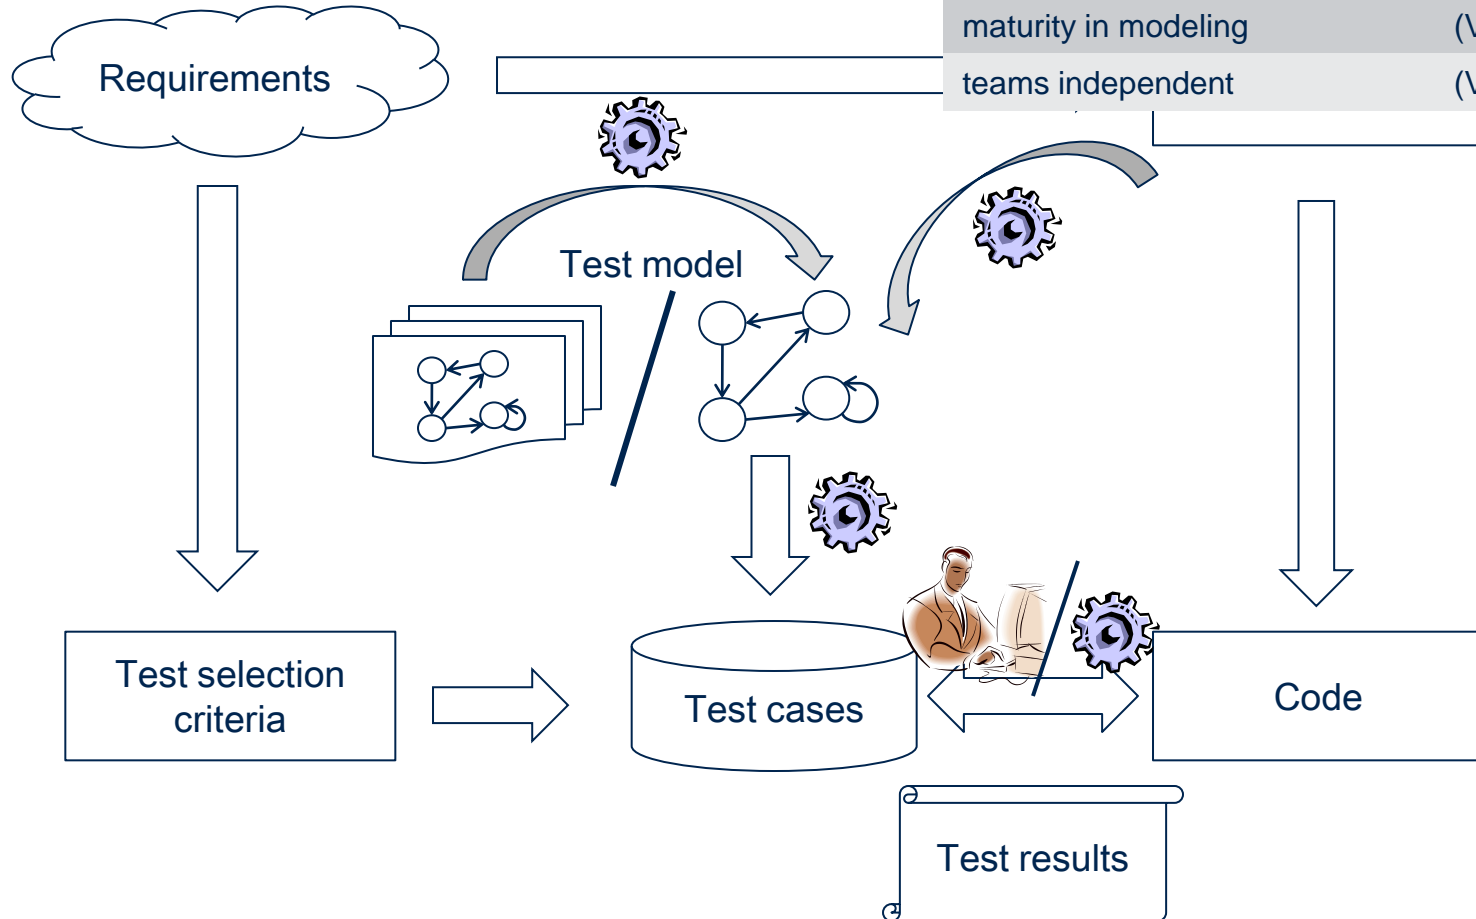 maturity in modeling
Requirements
teams independent
Test model
Test selection
criteria
Test cases
Code
Test results